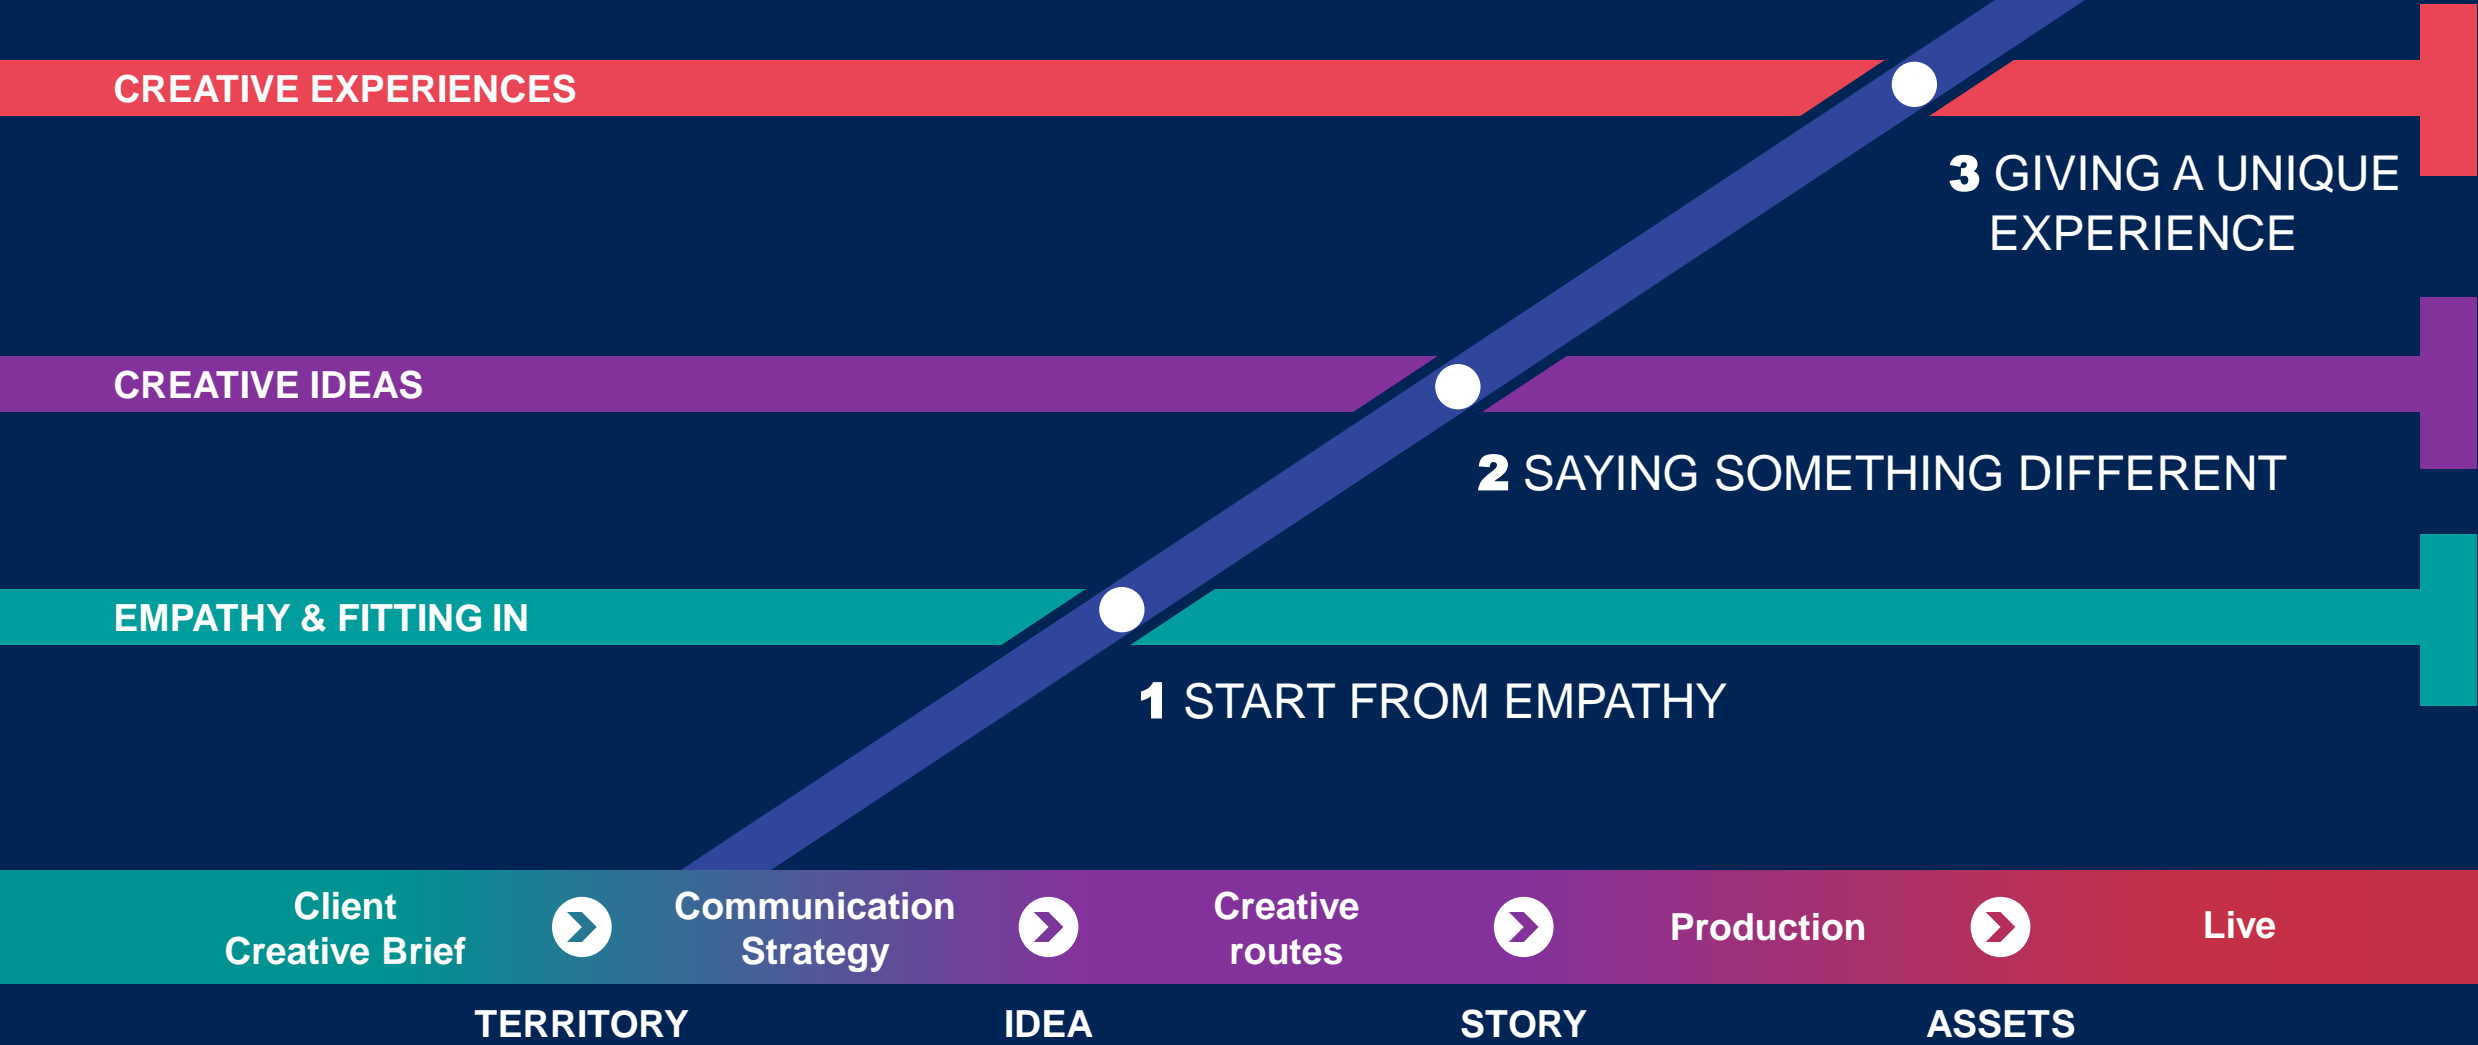 CREATIVE EXPERIENCES
3 GIVING A UNIQUE
EXPERIENCE
CREATIVE IDEAS
2 SAYING SOMETHING DIFFERENT
EMPATHY & FITTING IN
1 START FROM EMPATHY
Client
Creative Brief
Communication
Strategy
Creative
routes
Production
Live
TERRITORY
IDEA
STORY
ASSETS